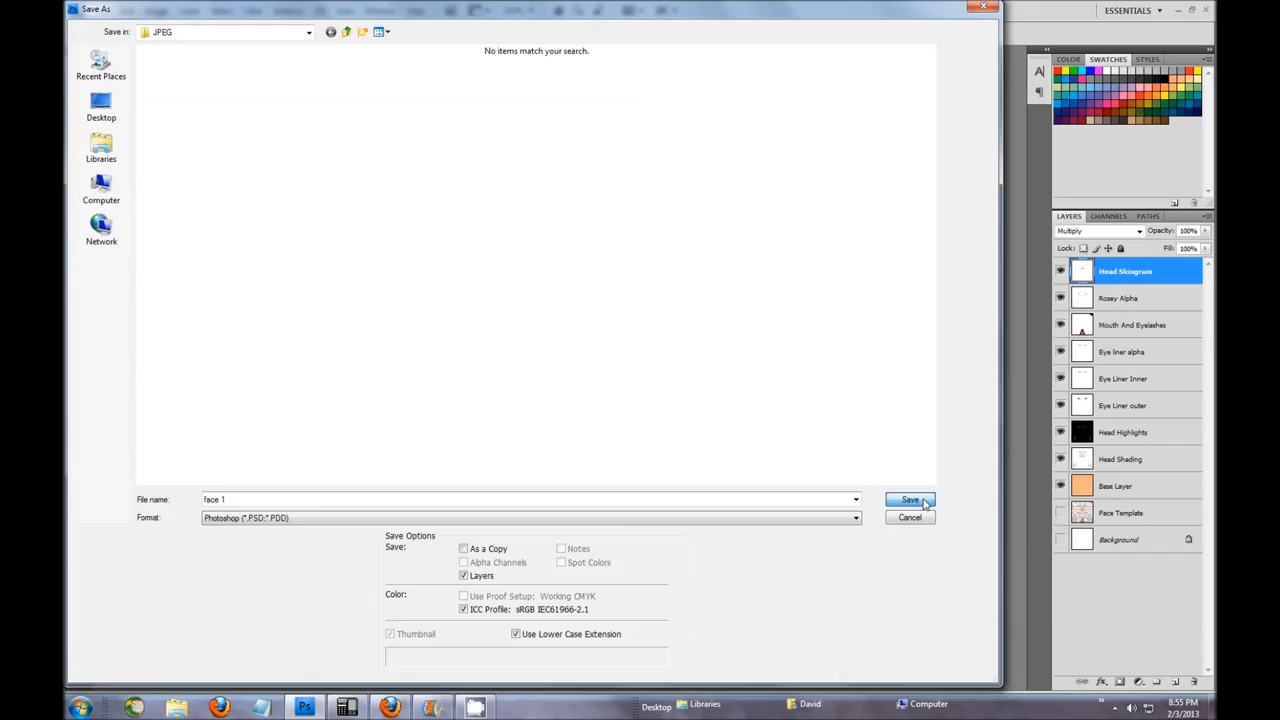 Save As
ESSENTIALS
Save in:
JPEG
No items match your search.
Recent Places
Desktop
Libraries
Computer
Network
COLOR SWATCHES STYLES
LAYERS CHANNELS PATHS
Multiply Opacity: 100%
Lock: Fill: 100%
Head Skingrain
Rosey Alpha
Mouth And Eyelashes
Eye liner alpha
Eye Liner Inner
Eye Liner outer
Head Highlights
Head Shading
Base Layer
Face Template
Background
File name: face 1 Save
Format: Photoshop (*.PSD;*.PDD) Cancel
Save Options
Save: As a Copy Notes
Alpha Channels Spot Colors
Layers
Color: Use Proof Setup: Working CMYK
ICC Profile: sRGB IEC61966-2.1
Thumbnail Use Lower Case Extension
Ps Desktop Libraries David Computer » 8:55 PM
2/3/2013